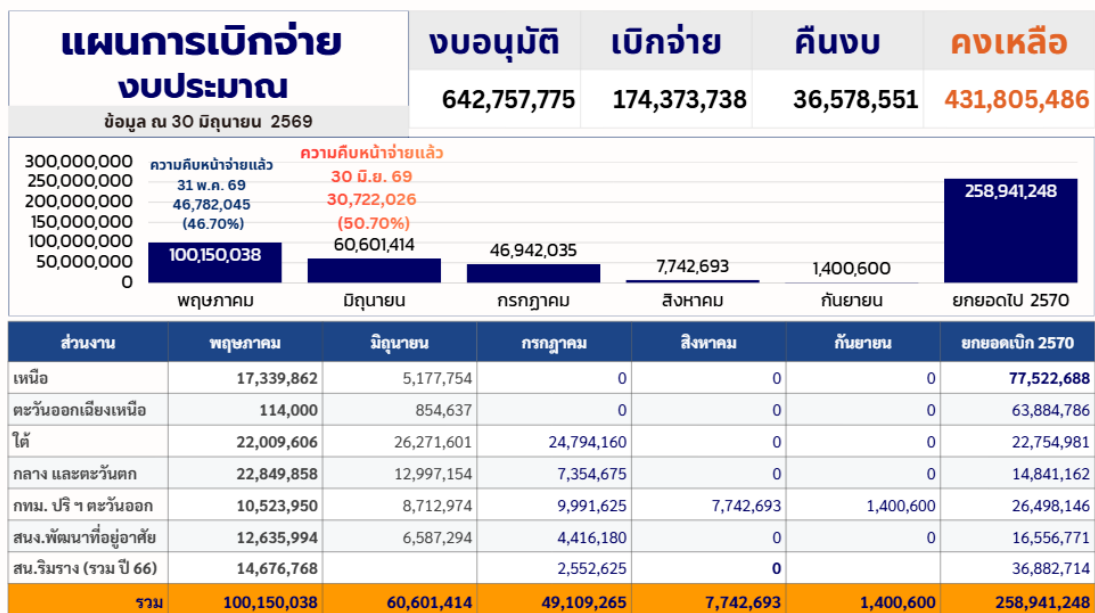 แผนการเบิกจ่าย
งบประมาณ
ข้อมูล ณ 30 มิถุนายน 2569
งบอนุมัติ เบิกจ่าย คืนงบ คงเหลือ
642,757,775 174,373,738 36,578,551 431,805,486
300,000,000
250,000,000
200,000,000
150,000,000
100,000,000
50,000,000
0
ความคืบหน้าจ่ายแล้ว
31 พ.ค. 69
46,782,045
(46.70%)
ความคืบหน้าจ่ายแล้ว
30 มิ.ย. 69
30,722,026
(50.70%)
100,150,038 60,601,414 46,942,035 7,742,693 1,400,600 258,941,248
พฤษภาคม มิถุนายน กรกฎาคม สิงหาคม กันยายน ยกยอดไป 2570
ส่วนงาน พฤษภาคม มิถุนายน กรกฎาคม สิงหาคม กันยายน ยกยอดเบิก 2570
เหนือ 17,339,862 5,177,754 0 0 0 77,522,688
ตะวันออกเฉียงเหนือ 114,000 854,637 0 0 0 63,884,786
ใต้ 22,009,606 26,271,601 24,794,160 0 0 22,754,981
กลาง และตะวันตก 22,849,858 12,997,154 7,354,675 0 0 14,841,162
กทม. ปริ ฯ ตะวันออก 10,523,950 8,712,974 9,991,625 7,742,693 1,400,600 26,498,146
สนง.พัฒนาที่อยู่อาศัย 12,635,994 6,587,294 4,416,180 0 0 16,556,771
สน.ริมราง (รวม ปี 66) 14,676,768 2,552,625 0 36,882,714
รวม 100,150,038 60,601,414 49,109,265 7,742,693 1,400,600 258,941,248